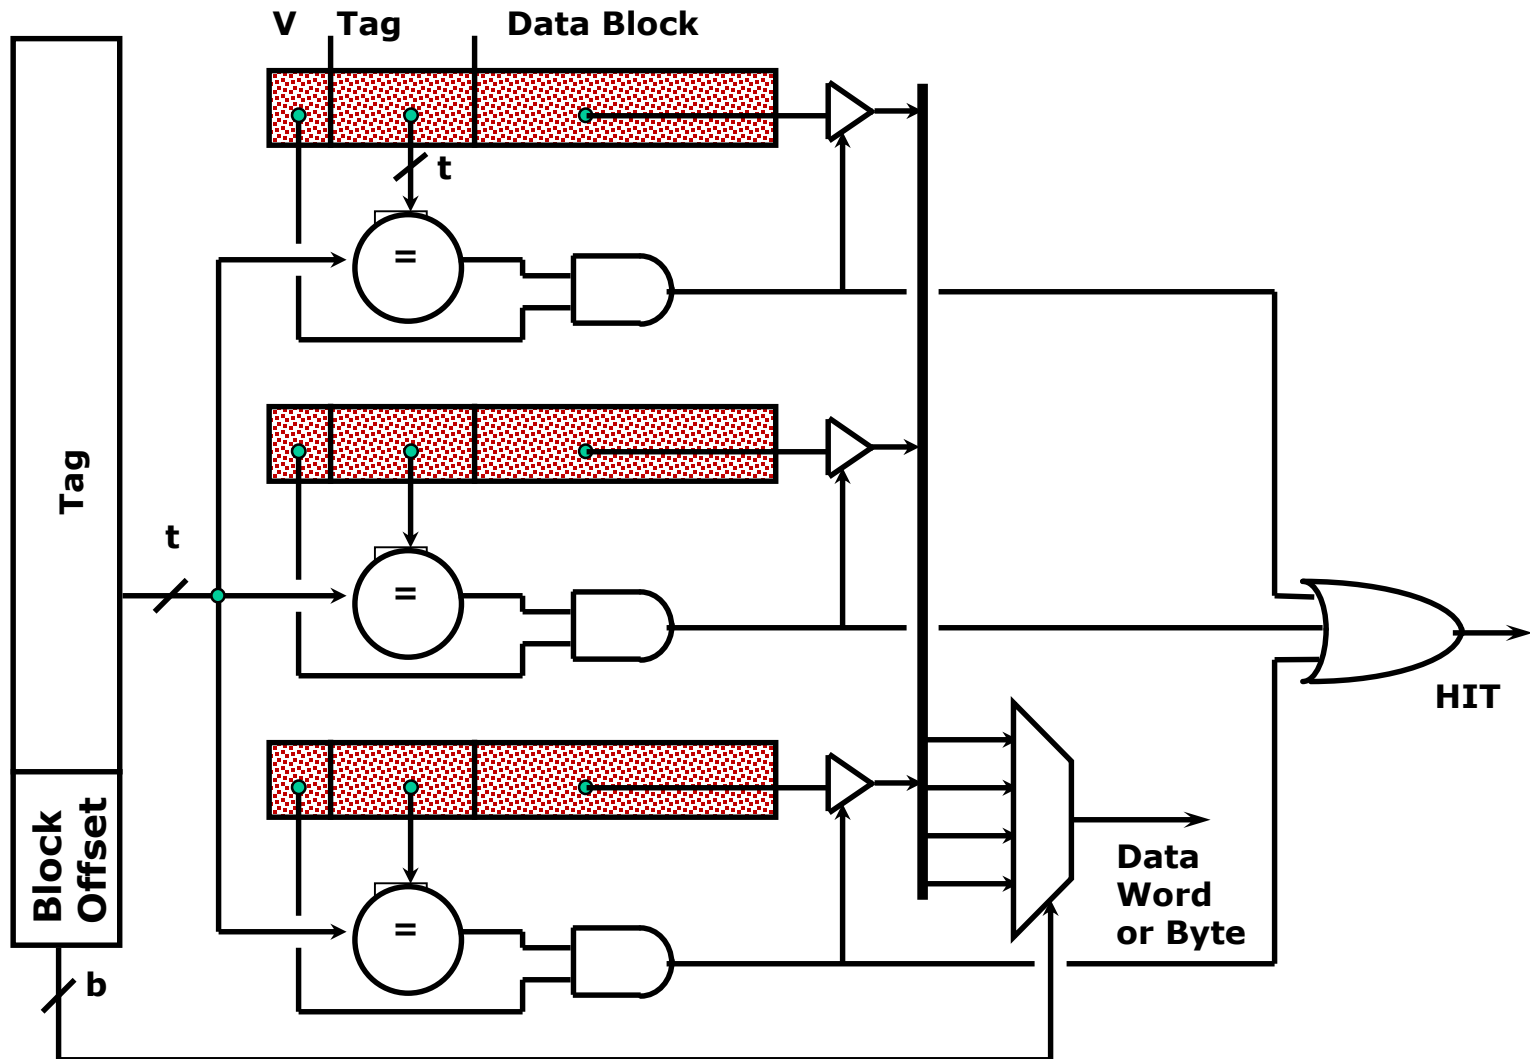 V
Tag
Data Block
t
=
Tag
t
=
Block
Offset
b
=
Data
Word
or Byte
HIT